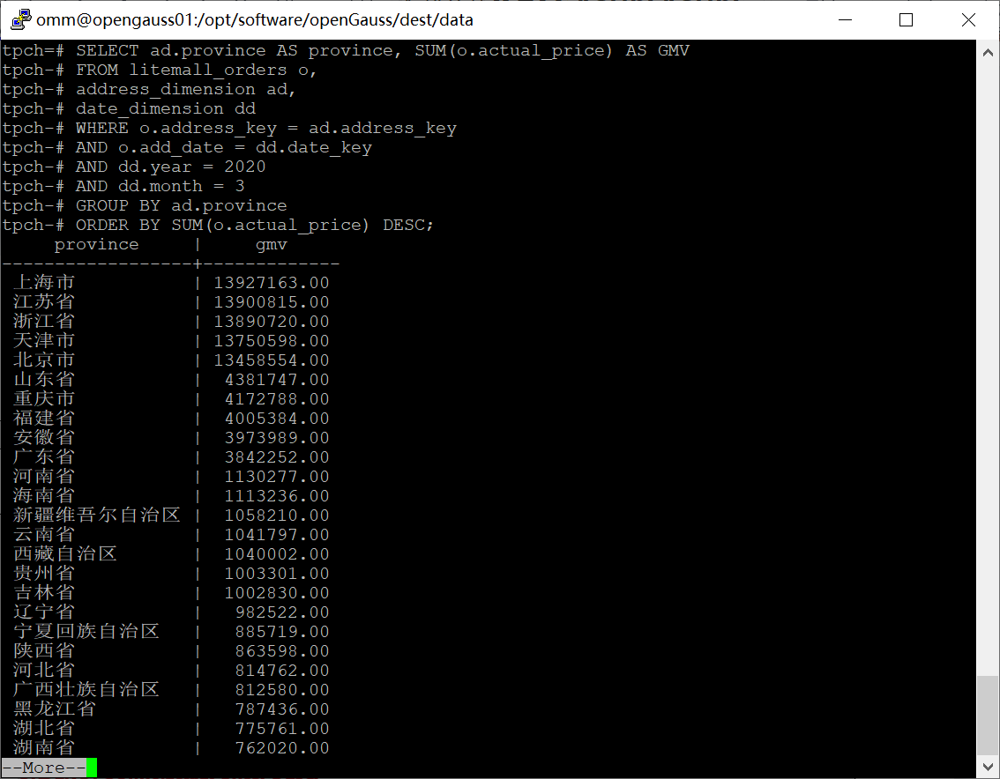 omm@opengauss01:/opt/software/openGauss/dest/data
tpch=# SELECT ad.province AS province, SUM(o.actual_price) AS GMV
tpch-# FROM litemall_orders o,
tpch-# address_dimension ad,
tpch-# date_dimension dd
tpch-# WHERE o.address_key = ad.address_key
tpch-# AND o.add_date = dd.date_key
tpch-# AND dd.year = 2020
tpch-# AND dd.month = 3
tpch-# GROUP BY ad.province
tpch-# ORDER BY SUM(o.actual_price) DESC;
province | gmv
------------------+-------------
上海市 | 13927163.00
江苏省 | 13900815.00
浙江省 | 13890720.00
天津市 | 13750598.00
北京市 | 13458554.00
山东省 | 4381747.00
重庆市 | 4172788.00
福建省 | 4005384.00
安徽省 | 3973989.00
广东省 | 3842252.00
河南省 | 1130277.00
海南省 | 1113236.00
新疆维吾尔自治区 | 1058210.00
云南省 | 1041797.00
西藏自治区 | 1040002.00
贵州省 | 1003301.00
吉林省 | 1002830.00
辽宁省 | 982522.00
宁夏回族自治区 | 885719.00
陕西省 | 863598.00
河北省 | 814762.00
广西壮族自治区 | 812580.00
黑龙江省 | 787436.00
湖北省 | 775761.00
湖南省 | 762020.00
--More--